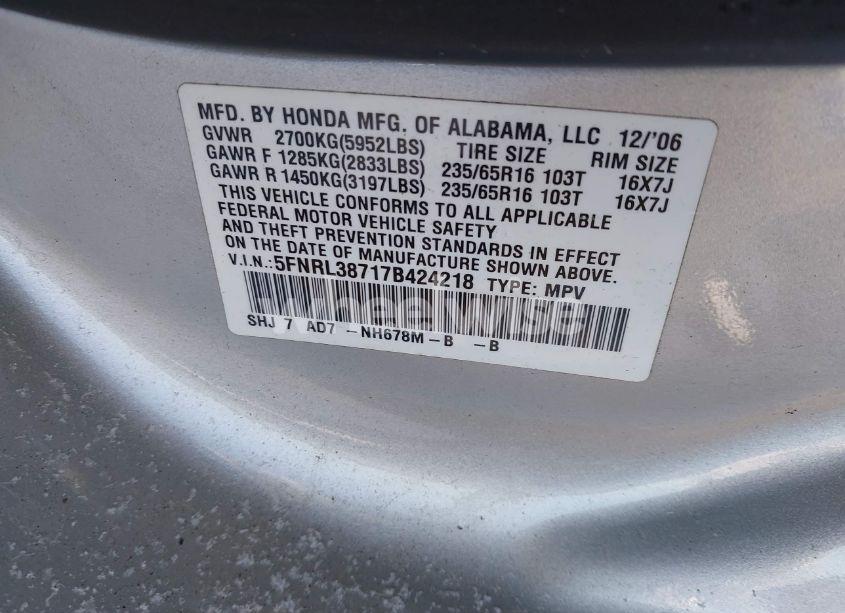 MFD. BY HONDA MFG. OF ALABAMA, LLC 12/'06
GVWR 2700KG(5952LBS) TIRE SIZE RIM SIZE
GAWR F 1285KG(2833LBS) 235/65R16 103T 16X7J
GAWR R 1450KG(3197LBS) 235/65R16 103T 16X7J
THIS VEHICLE CONFORMS TO ALL APPLICABLE
FEDERAL MOTOR VEHICLE SAFETY
AND THEFT PREVENTION STANDARDS IN EFFECT
ON THE DATE OF MANUFACTURE SHOWN ABOVE.
V.I.N.:5FNRL38717B424218 TYPE: MPV
SHJ 7 AD7 -NH678M-B -B